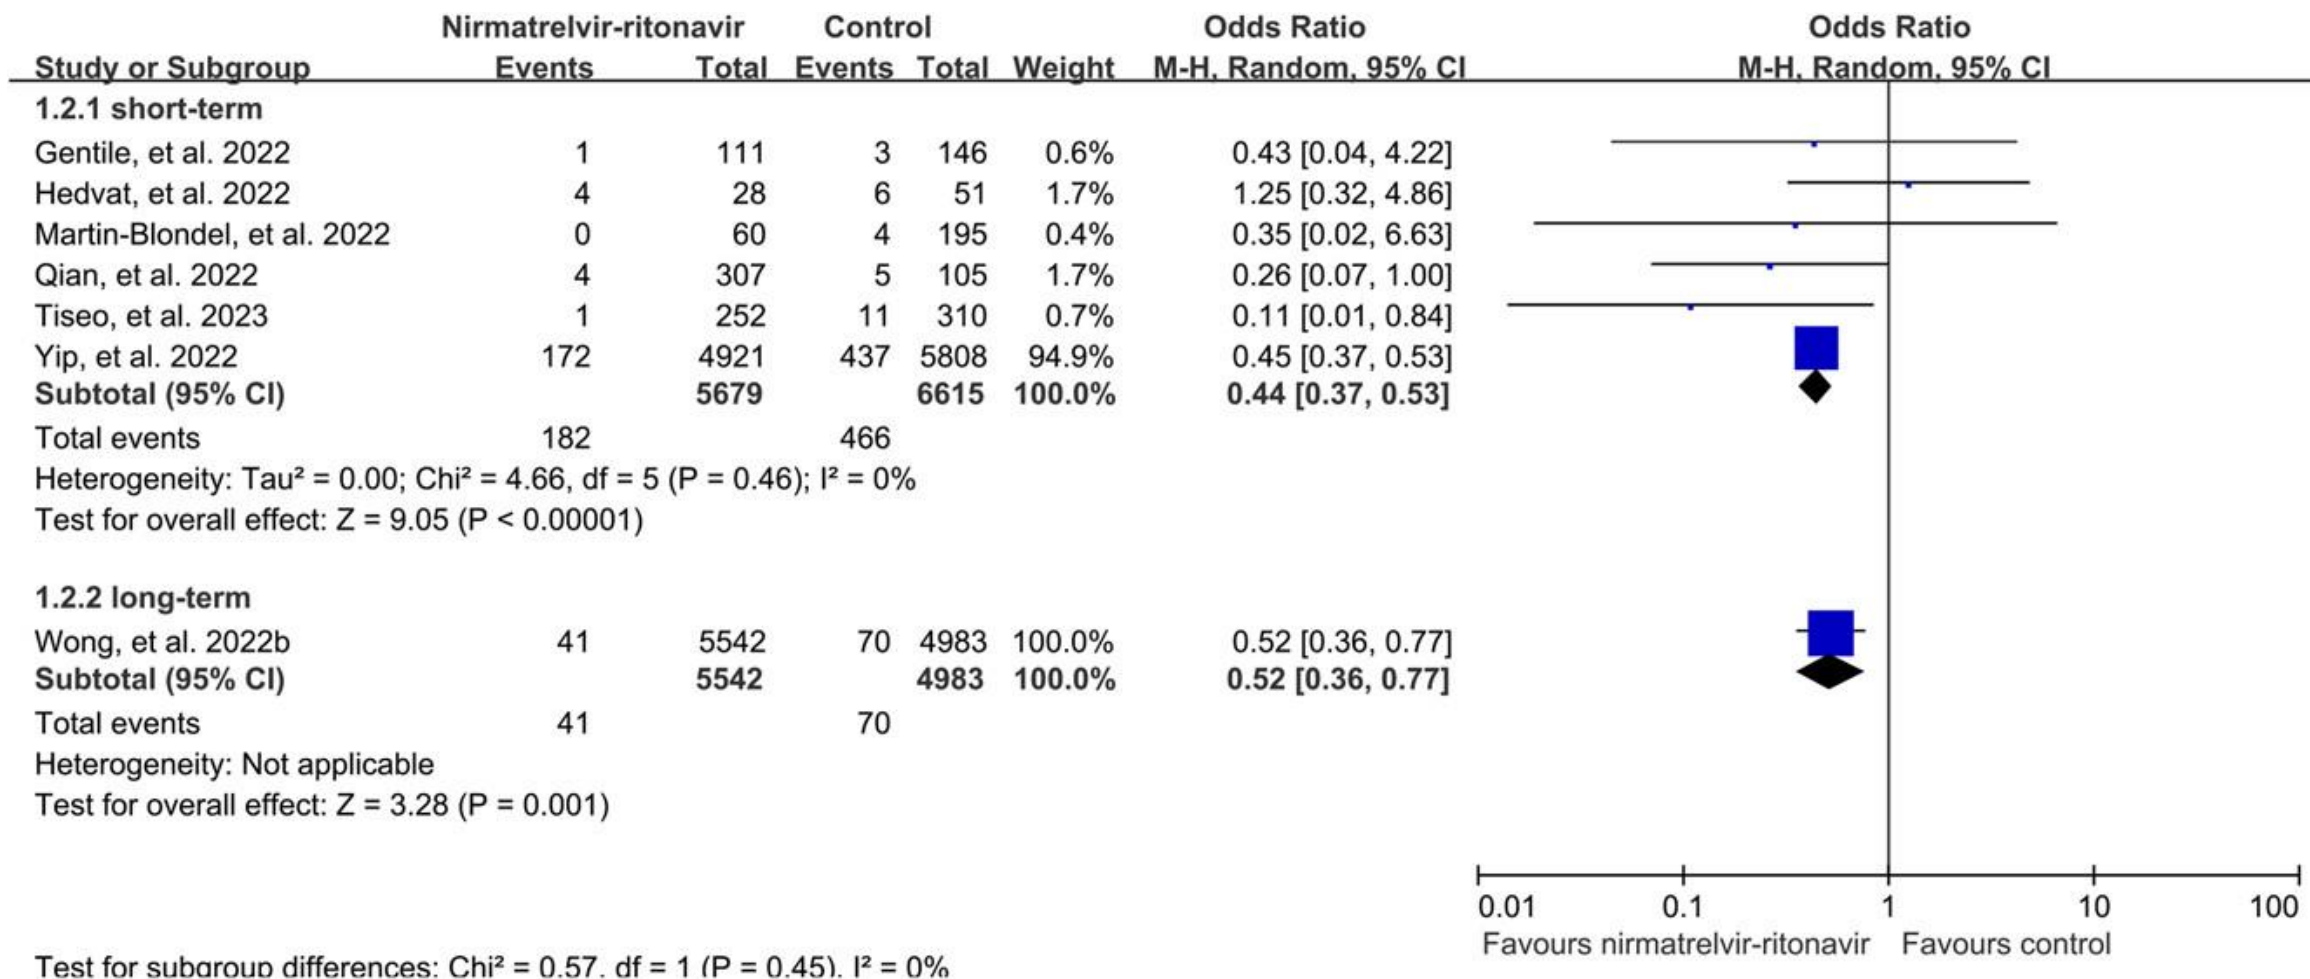 Nirmatrelvir-ritonavir Control Odds Ratio Odds Ratio
Study or Subgroup Events Total Events Total Weight M-H, Random, 95% CI M-H, Random, 95% CI
1.2.1 short-term
Gentile, et al. 2022 1 111 3 146 0.6% 0.43 [0.04, 4.22]
Hedvat, et al. 2022 4 28 6 51 1.7% 1.25 [0.32, 4.86]
Martin-Blondel, et al. 2022 0 60 4 195 0.4% 0.35 [0.02, 6.63]
Qian, et al. 2022 4 307 5 105 1.7% 0.26 [0.07, 1.00]
Tiseo, et al. 2023 1 252 11 310 0.7% 0.11 [0.01, 0.84]
Yip, et al. 2022 172 4921 437 5808 94.9% 0.45 [0.37, 0.53]
Subtotal (95% CI) 5679 6615 100.0% 0.44 [0.37, 0.53]
Total events 182 466
Heterogeneity: Tau² = 0.00; Chi² = 4.66, df = 5 (P = 0.46); I² = 0%
Test for overall effect: Z = 9.05 (P < 0.00001)
1.2.2 long-term
Wong, et al. 2022b 41 5542 70 4983 100.0% 0.52 [0.36, 0.77]
Subtotal (95% CI) 5542 4983 100.0% 0.52 [0.36, 0.77]
Total events 41 70
Heterogeneity: Not applicable
Test for overall effect: Z = 3.28 (P = 0.001)
0.01 0.1 1 10 100
Favours nirmatrelvir-ritonavir Favours control
Test for subgroup differences: Chi² = 0.57, df = 1 (P = 0.45), I² = 0%